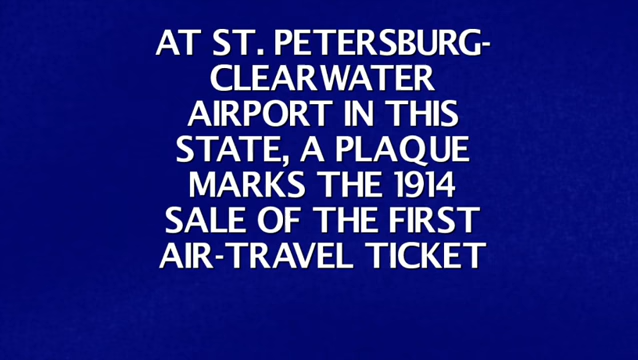 AT ST. PETERSBURG-
CLEARWATER
AIRPORT IN THIS
STATE, A PLAQUE
MARKS THE 1914
SALE OF THE FIRST
AIR-TRAVEL TICKET